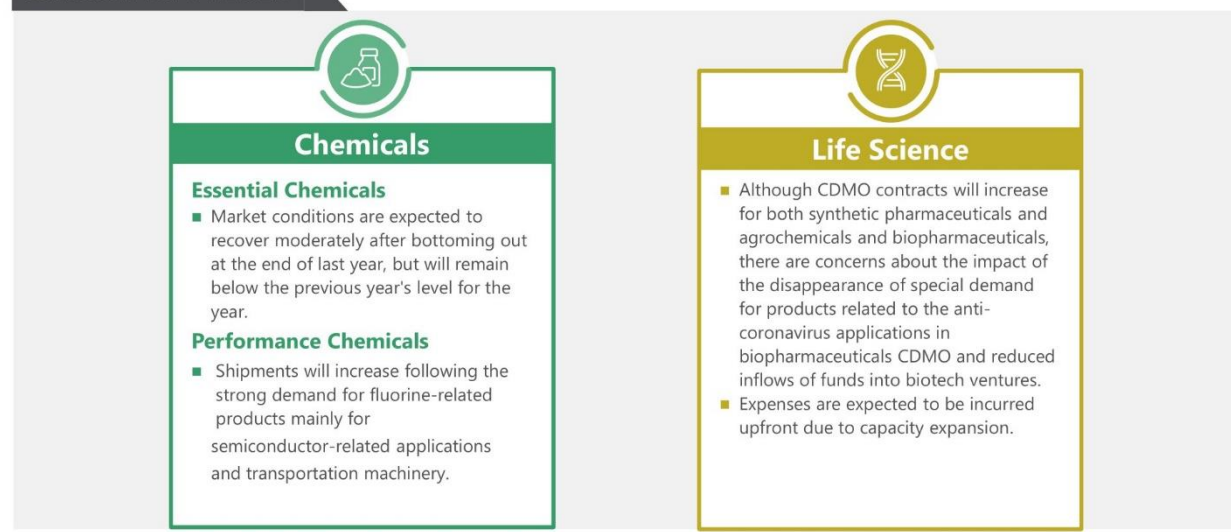 Chemicals
Essential Chemicals
■ Market conditions are expected to
recover moderately after bottoming out
at the end of last year, but will remain
below the previous year's level for the
year.
Performance Chemicals
■ Shipments will increase following the
strong demand for fluorine-related
products mainly for
semiconductor-related applications
and transportation machinery.
Life Science
■ Although CDMO contracts will increase
for both synthetic pharmaceuticals and
agrochemicals and biopharmaceuticals,
there are concerns about the impact of
the disappearance of special demand
for products related to the anti-
coronavirus applications in
biopharmaceuticals CDMO and reduced
inflows of funds into biotech ventures.
■ Expenses are expected to be incurred
upfront due to capacity expansion.